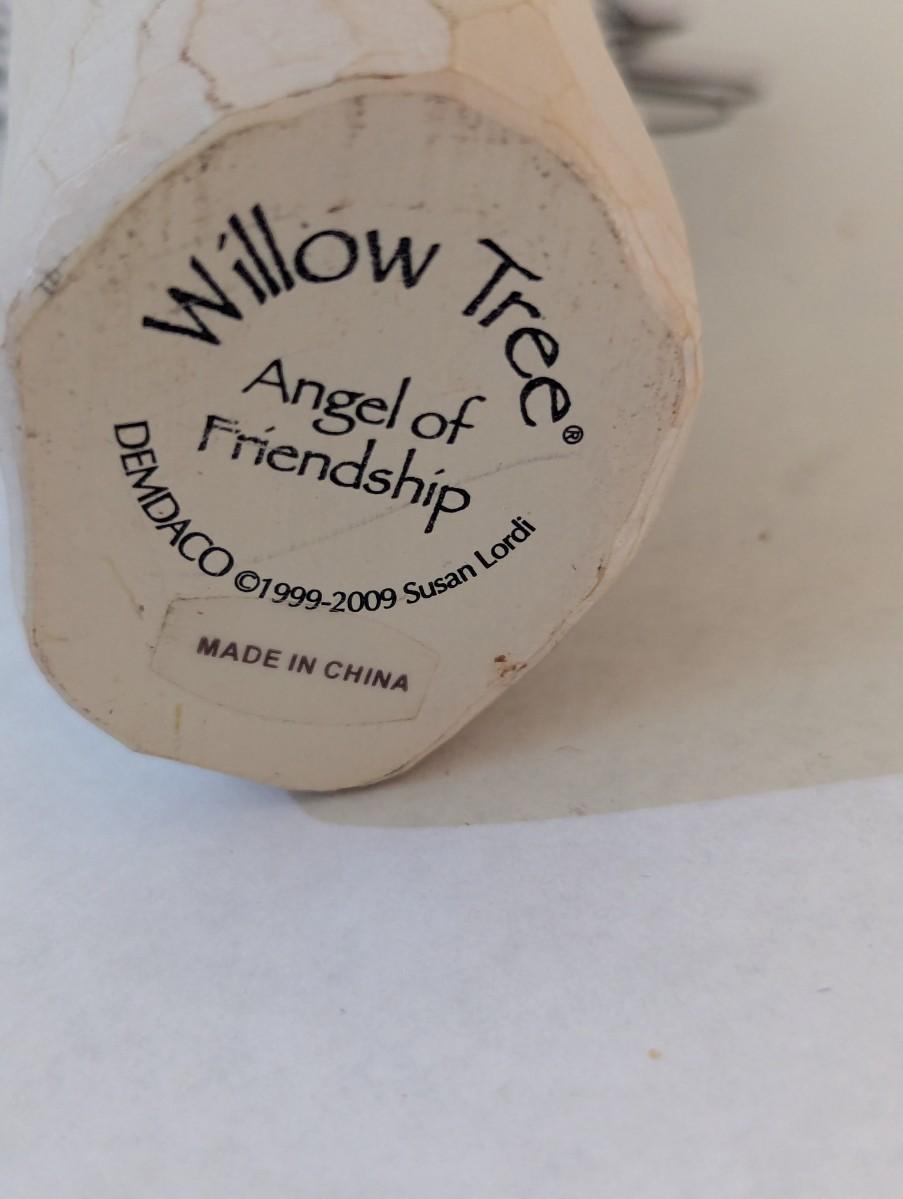 Willow Tree®
Angel of
Friendship
DEMDACO ©1999-2009 Susan Lordi
MADE IN CHINA